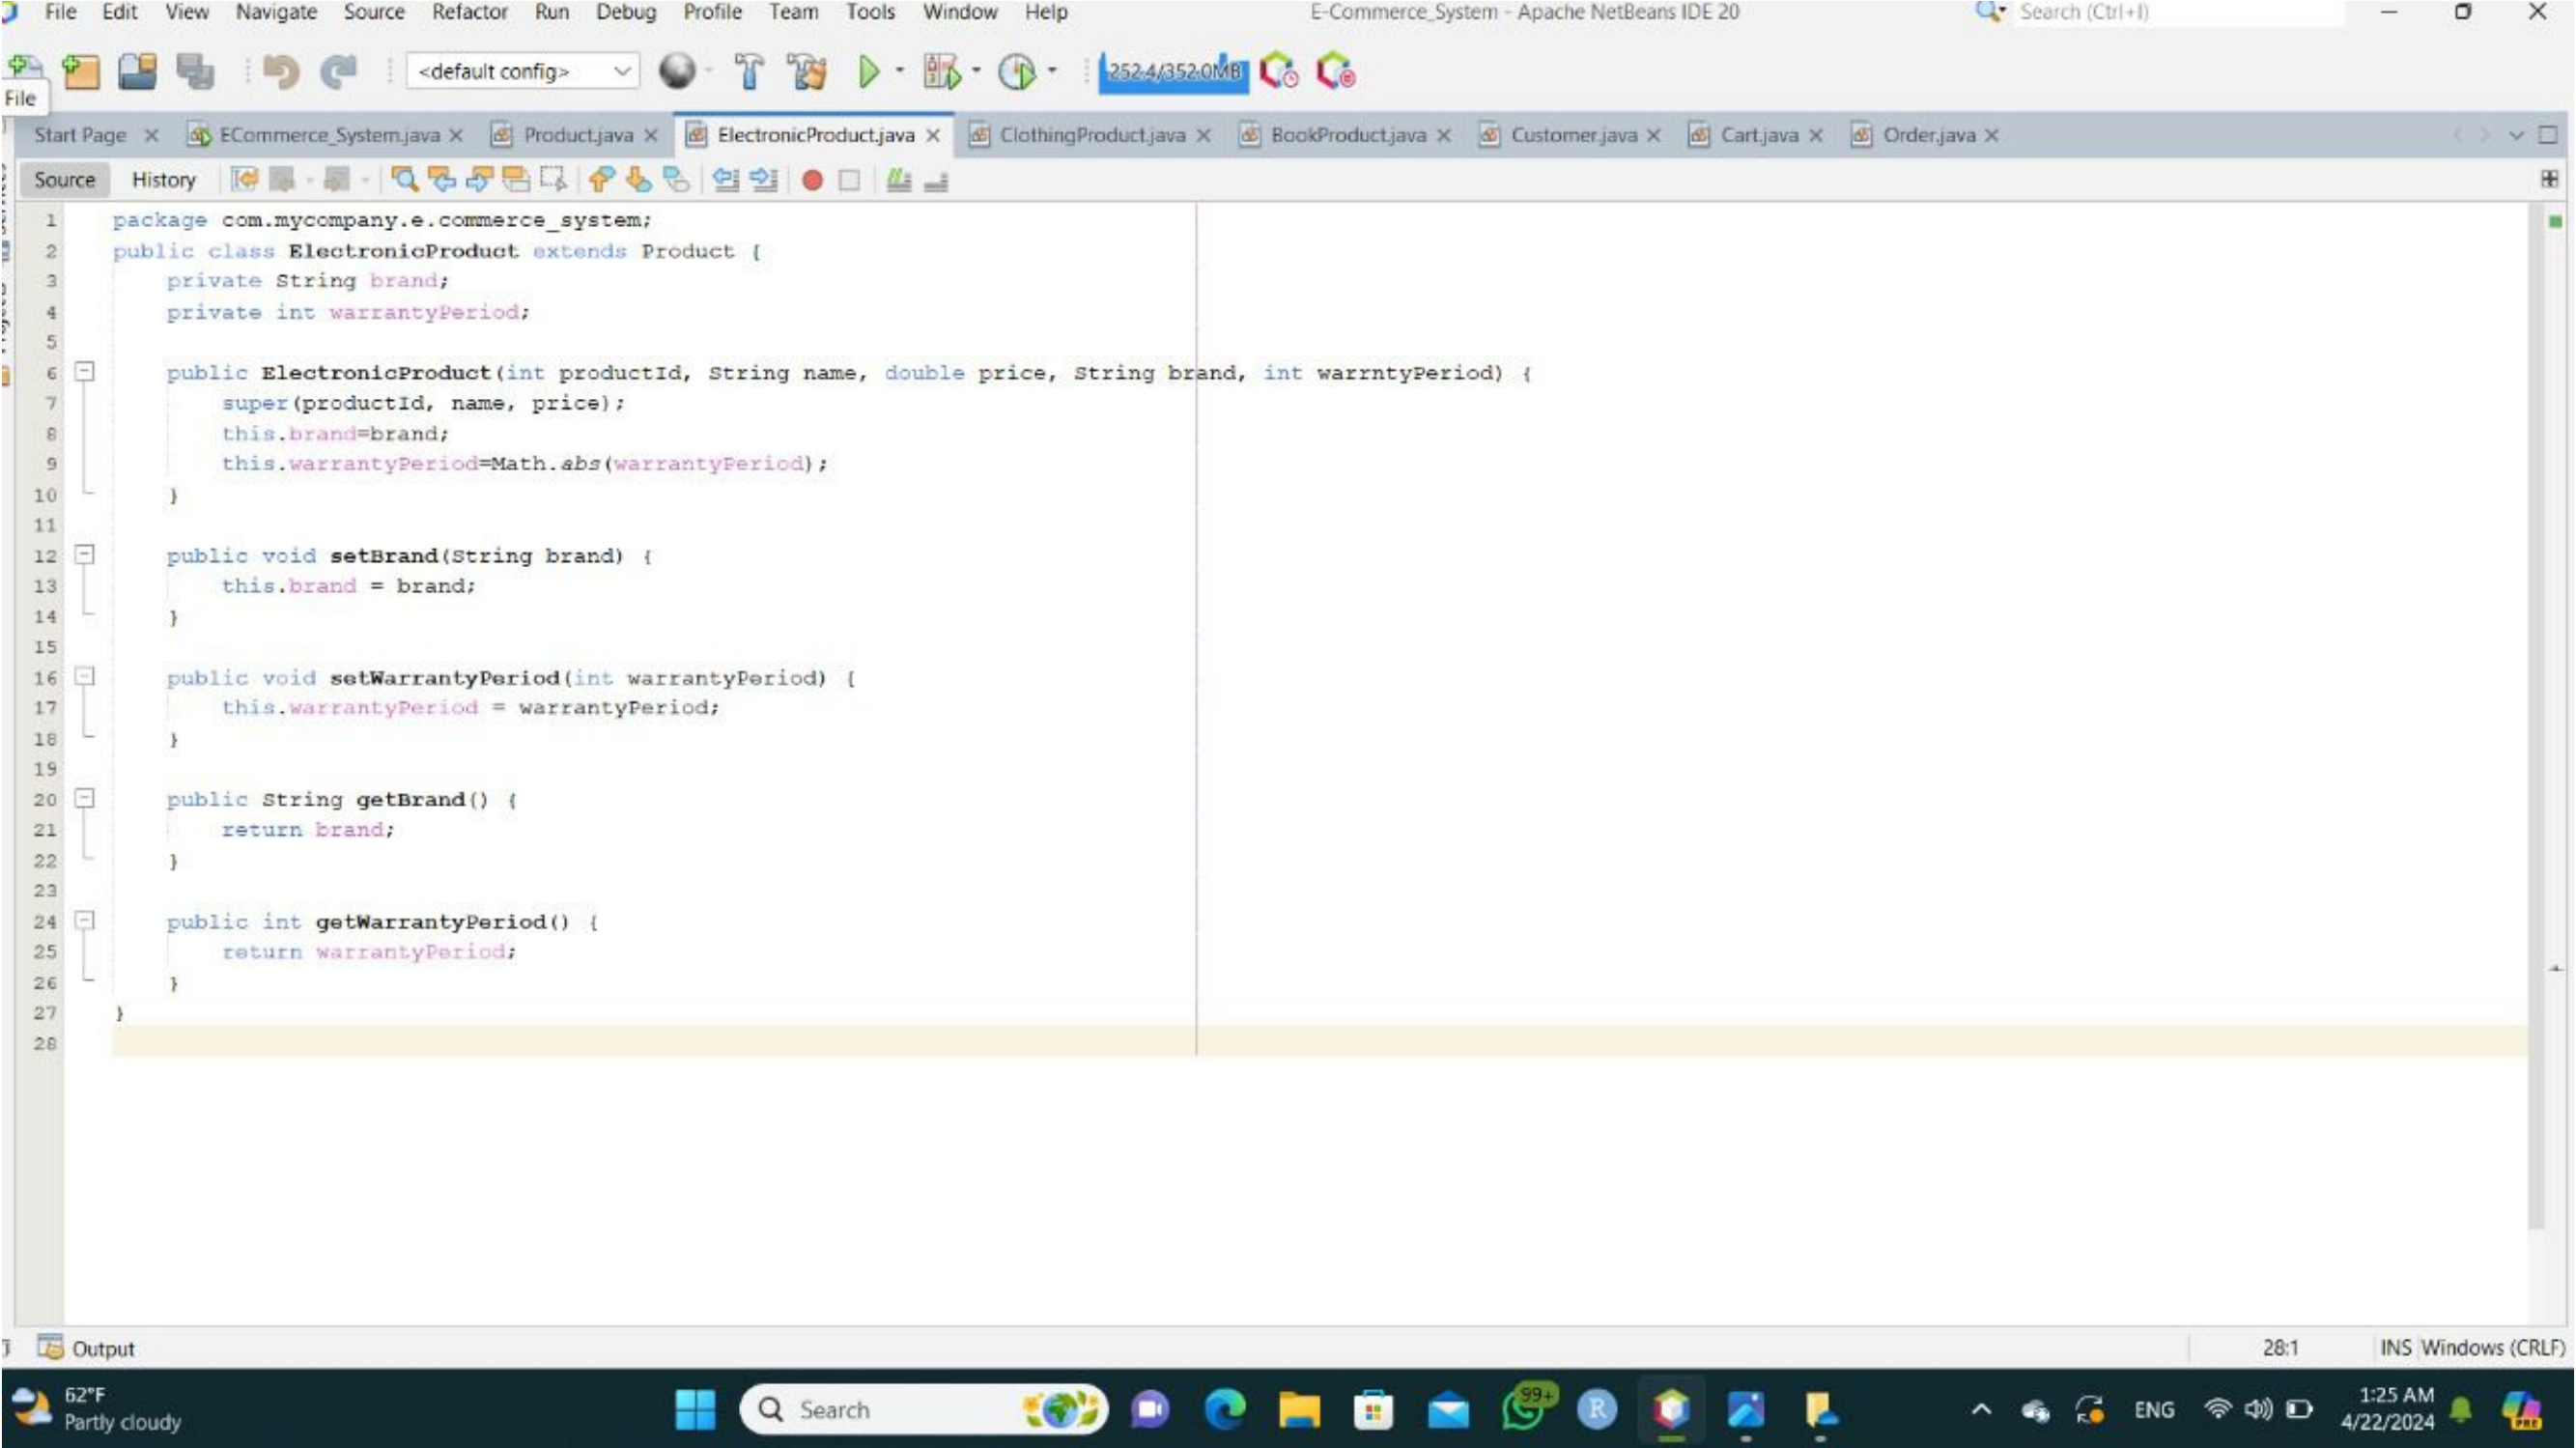 File Edit View Navigate Source Refactor Run Debug Profile Team Tools Window Help E-Commerce_System - Apache NetBeans IDE 20 Search (Ctrl+I)
<default config> 252.4/352.0MB
File
Start Page ECommerce_System.java Product.java ElectronicProduct.java ClothingProduct.java BookProduct.java Customer.java Cart.java Order.java
Source History
1 package com.mycompany.e.commerce_system;
2 public class ElectronicProduct extends Product {
3 private String brand;
4 private int warrantyPeriod;
5
6 public ElectronicProduct(int productId, String name, double price, String brand, int warrntyPeriod) {
7 super(productId, name, price);
8 this.brand=brand;
9 this.warrantyPeriod=Math.abs(warrantyPeriod);
10 }
11
12 public void setBrand(String brand) {
13 this.brand = brand;
14 }
15
16 public void setWarrantyPeriod(int warrantyPeriod) {
17 this.warrantyPeriod = warrantyPeriod;
18 }
19
20 public String getBrand() {
21 return brand;
22 }
23
24 public int getWarrantyPeriod() {
25 return warrantyPeriod;
26 }
27 }
28
Output 28:1 INS Windows (CRLF)
62°F
Partly cloudy
Search
99+
R
ENG
1:25 AM
4/22/2024
PRE